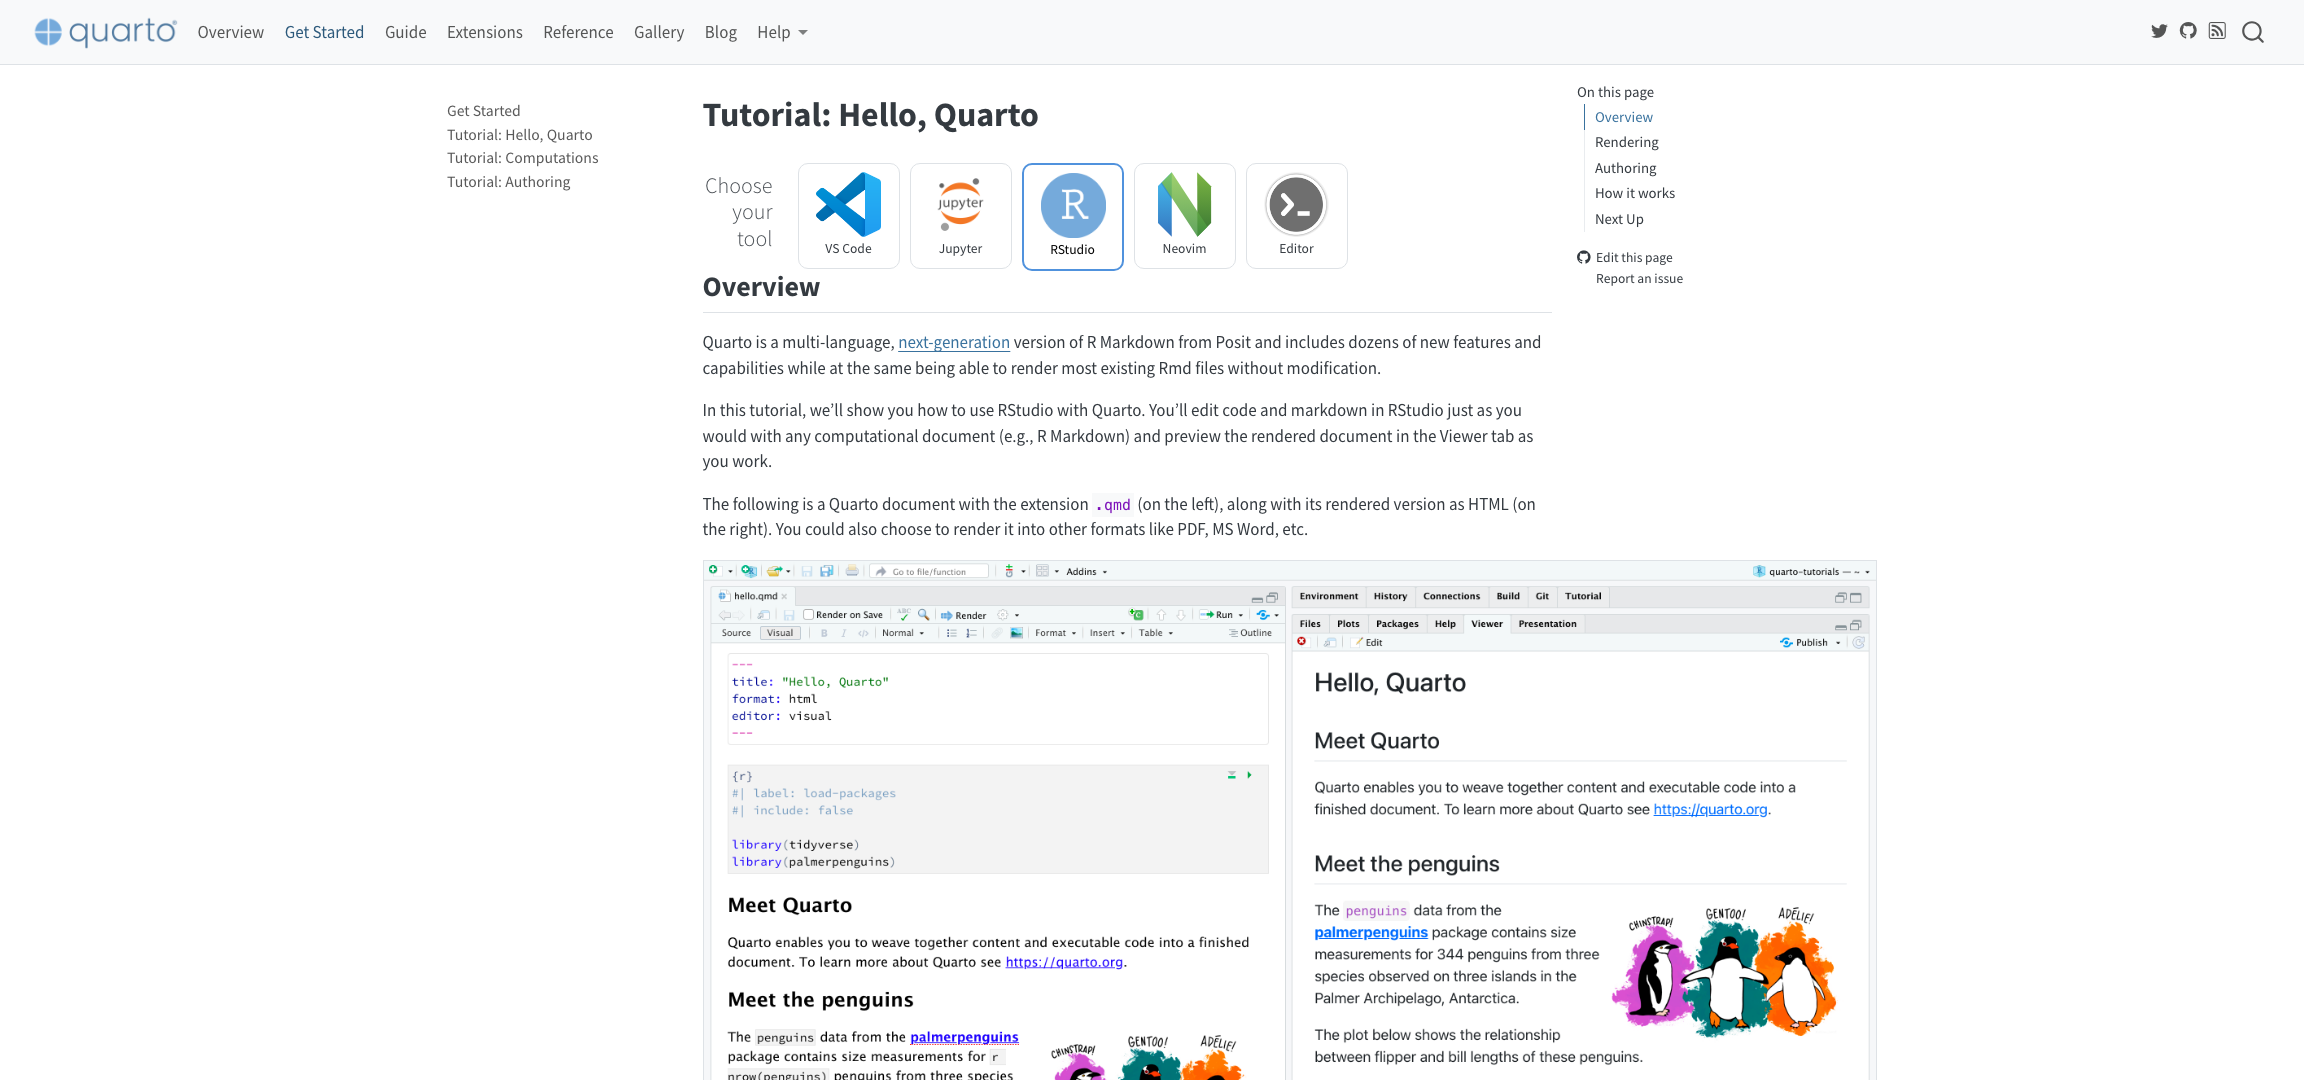 quarto
Overview
Get Started
Guide
Extensions
Reference
Gallery
Blog
Help
Get Started
Tutorial: Hello, Quarto
Tutorial: Computations
Tutorial: Authoring
Tutorial: Hello, Quarto
Choose
your
tool
VS Code
jupyter
Jupyter
R
RStudio
Neovim
Editor
Overview
Quarto is a multi-language, next-generation version of R Markdown from Posit and includes dozens of new features and
capabilities while at the same being able to render most existing Rmd files without modification.
In this tutorial, we’ll show you how to use RStudio with Quarto. You’ll edit code and markdown in RStudio just as you
would with any computational document (e.g., R Markdown) and preview the rendered document in the Viewer tab as
you work.
The following is a Quarto document with the extension .qmd (on the left), along with its rendered version as HTML (on
the right). You could also choose to render it into other formats like PDF, MS Word, etc.
On this page
Overview
Rendering
Authoring
How it works
Next Up
Edit this page
Report an issue
Go to file/function
Addins
quarto-tutorials — ~
hello.qmd
Render on Save
ABC
Render
Run
Source Visual B I </> Normal Format Insert Table Outline
---
title: "Hello, Quarto"
format: html
editor: visual
---
{r}
#| label: load-packages
#| include: false
library(tidyverse)
library(palmerpenguins)
Meet Quarto
Quarto enables you to weave together content and executable code into a finished
document. To learn more about Quarto see https://quarto.org.
Meet the penguins
The penguins data from the palmerpenguins
package contains size measurements for r
nrow(penguins) penguins from three species
CHINSTRAP!
GENTOO!
ADÉLIE!
Environment History Connections Build Git Tutorial
Files Plots Packages Help Viewer Presentation
Edit
Publish
Hello, Quarto
Meet Quarto
Quarto enables you to weave together content and executable code into a
finished document. To learn more about Quarto see https://quarto.org.
Meet the penguins
The penguins data from the
palmerpenguins package contains size
measurements for 344 penguins from three
species observed on three islands in the
Palmer Archipelago, Antarctica.
CHINSTRAP!
GENTOO!
ADÉLIE!
The plot below shows the relationship
between flipper and bill lengths of these penguins.